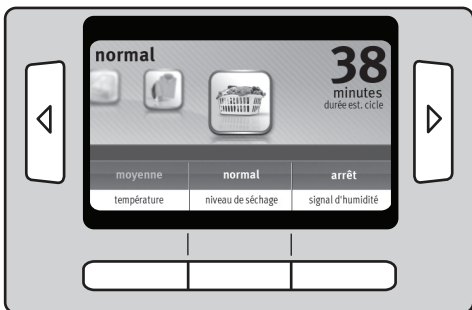 normal
38
minutes
durée est. cicle
moyenne normal arrêt
température niveau de séchage signal d'humidité